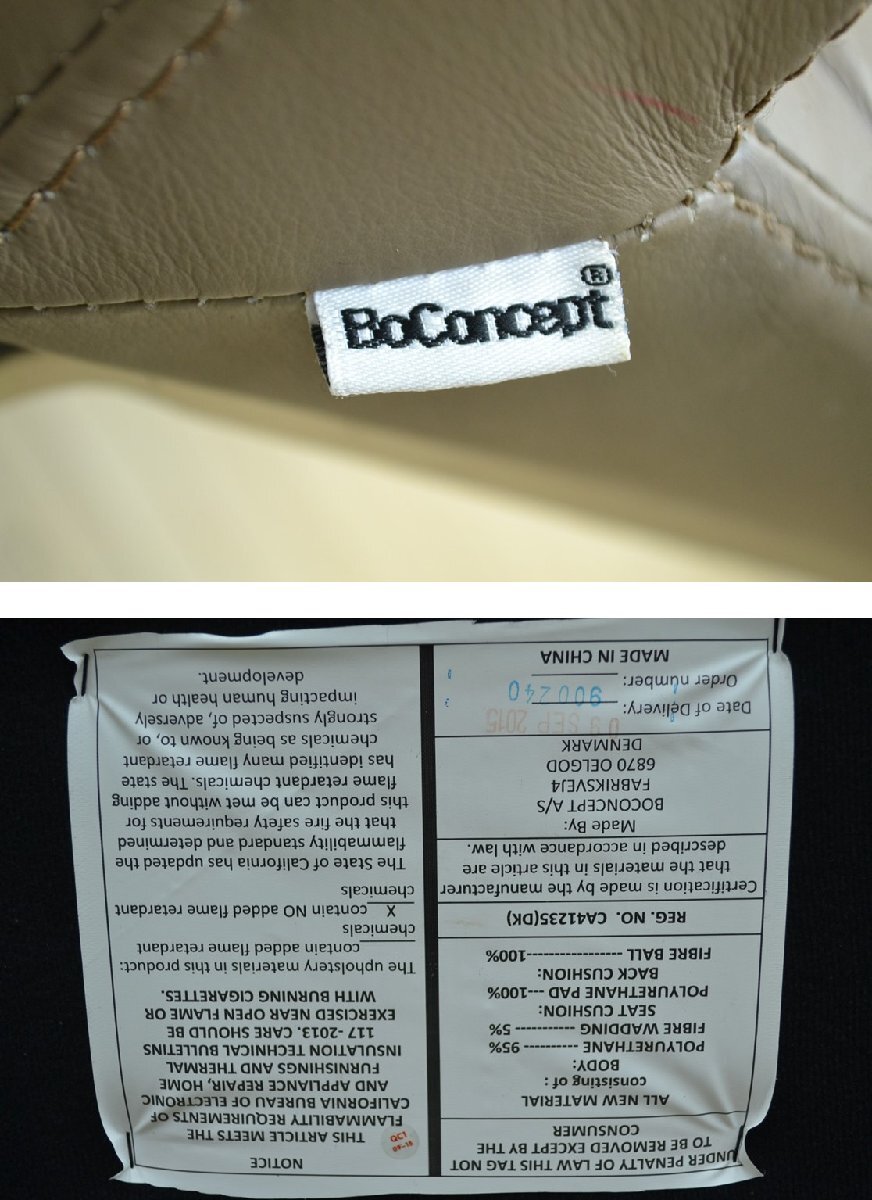 BoConcept®
UNDER PENALTY OF LAW THIS TAG NOT
TO BE REMOVED EXCEPT BY THE
CONSUMER
ALL NEW MATERIAL
consisting of :
BODY:
POLYURETHANE ---------- 95%
FIBRE WADDING ----------- 5%
SEAT CUSHION:
POLYURETHANE PAD ---100%
BACK CUSHION:
FIBRE BALL ------------------100%
REG. NO. CA41235(DK)
Certification is made by the manufacturer
that the materials in this article are
described in accordance with law.
Made By:
BOCONCEPT A/S
FABRIKSVEJ4
6870 OELGOD
DENMARK
Date of Delivery: 09 SEP 2015
Order number: 900240
MADE IN CHINA
NOTICE
THIS ARTICLE MEETS THE
FLAMMABILITY REQUIREMENTS OF
CALIFORNIA BUREAU OF ELECTRONIC
AND APPLIANCE REPAIR, HOME
FURNISHINGS AND THERMAL
INSULATION TECHNICAL BULLETINS
117 -2013. CARE SHOULD BE
EXERCISED NEAR OPEN FLAME OR
WITH BURNING CIGARETTES.
The upholstery materials in this product:
contain added flame retardant
chemicals
X contain NO added flame retardant
chemicals
The State of California has updated the
flammability standard and determined
that the fire safety requirements for
this product can be met without adding
flame retardant chemicals. The state
has identified many flame retardant
chemicals as being known to, or
strongly suspected of, adversely
impacting human health or
development.